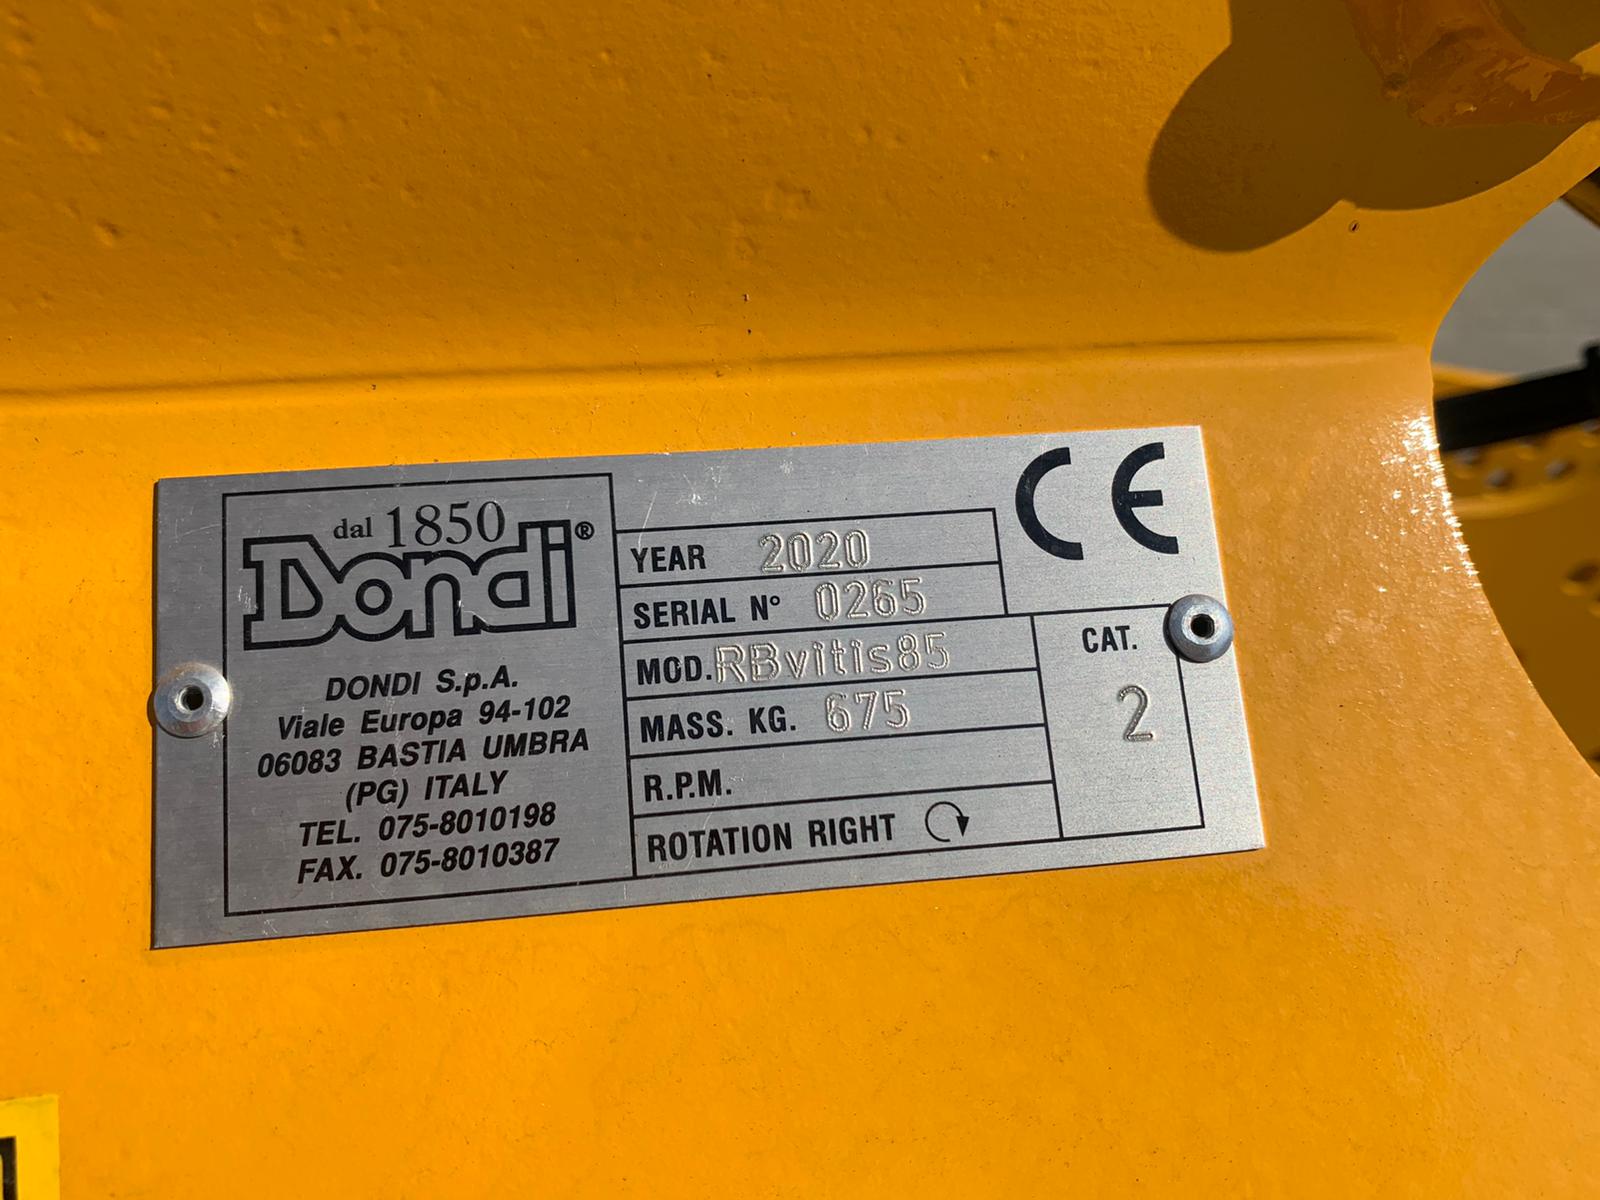 dal 1850
Dondi®
DONDI S.p.A.
Viale Europa 94-102
06083 BASTIA UMBRA
(PG) ITALY
TEL. 075-8010198
FAX. 075-8010387
CE
YEAR 2020
SERIAL N° 0265
MOD. RBvitis85
MASS. KG. 675
R.P.M.
ROTATION RIGHT
CAT.
2